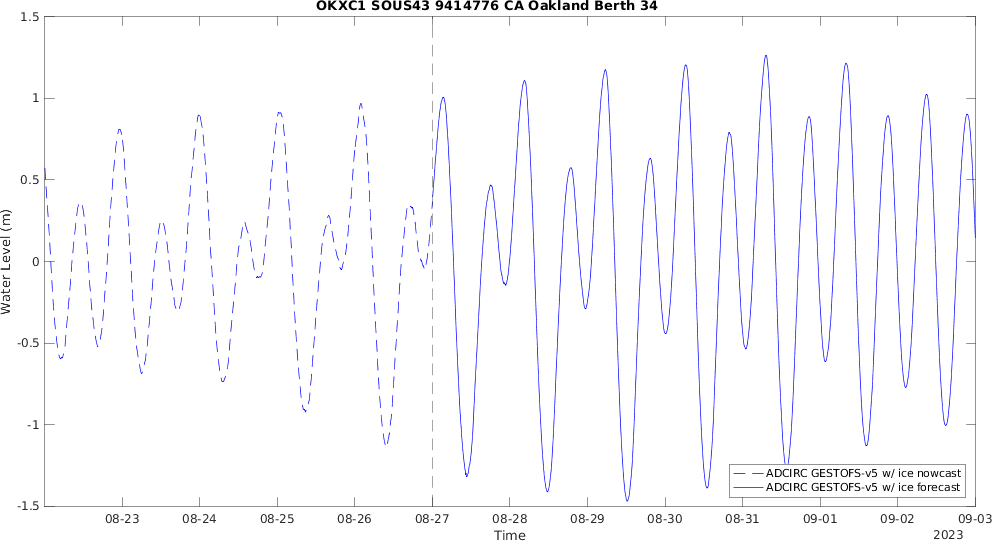 OKXC1 SOUS43 9414776 CA Oakland Berth 34
1.5
1
0.5
0
-0.5
-1
-1.5
Water Level (m)
ADCIRC GESTOFS-v5 w/ ice nowcast
ADCIRC GESTOFS-v5 w/ ice forecast
08-23 08-24 08-25 08-26 08-27 08-28 08-29 08-30 08-31 09-01 09-02 09-03
Time
2023